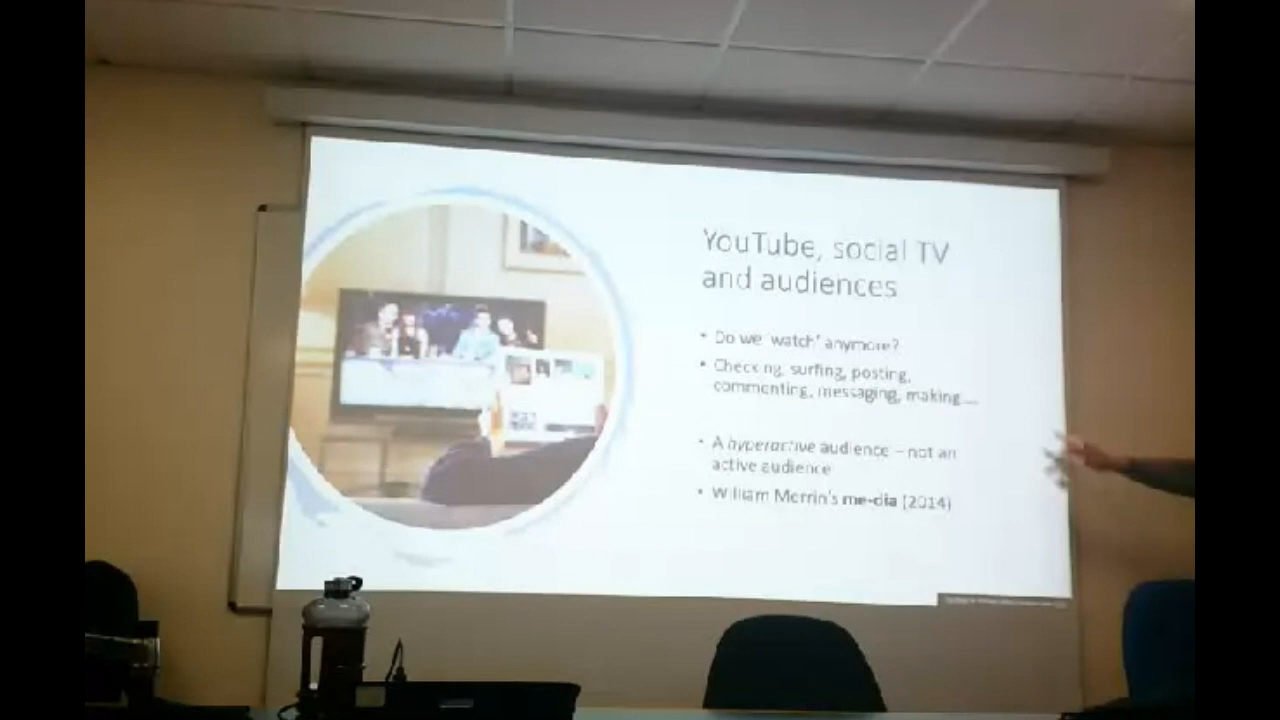 YouTube, social TV
and audiences
• Do we 'watch' anymore?
• Checking, surfing, posting,
commenting, messaging, making...
• A hyperactive audience – not an
active audience
• William Merrin's me-dia (2014)